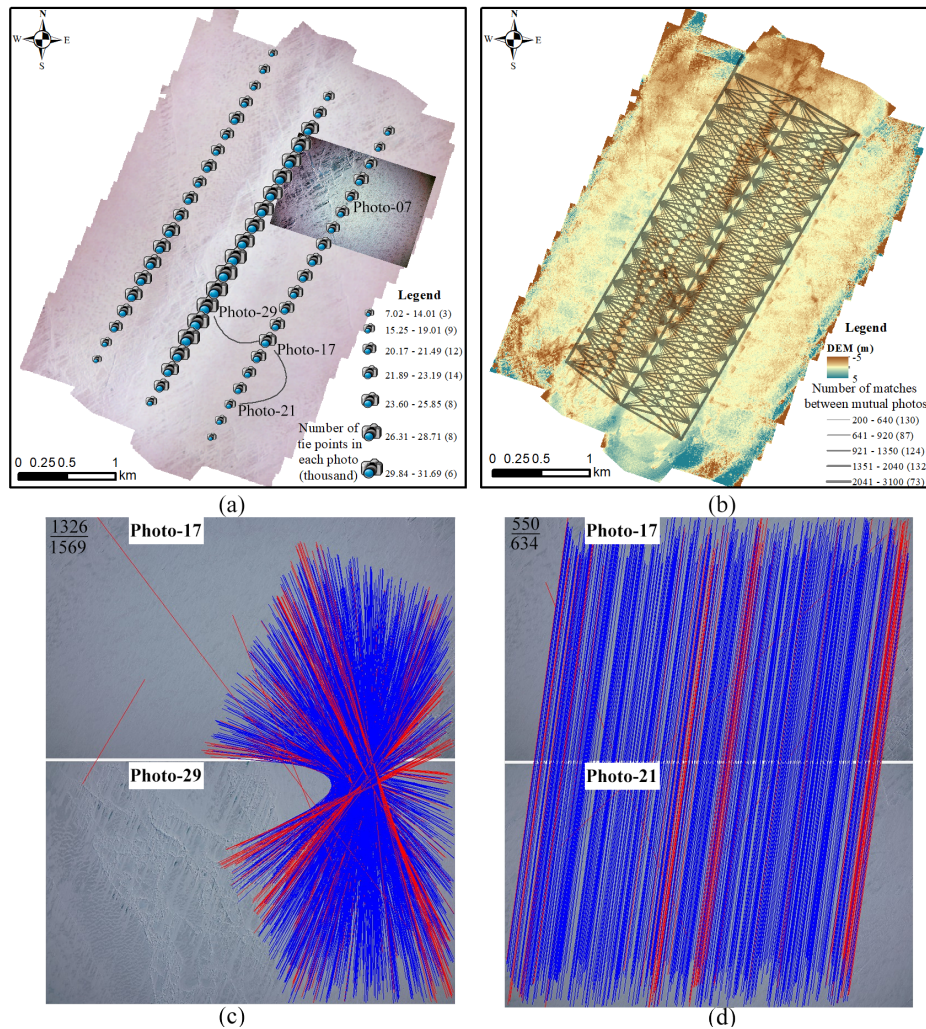 N
W E
S
Photo-07
Photo-29
Photo-17
Photo-21
Legend
7.02 - 14.01 (3)
15.25 - 19.01 (9)
20.17 - 21.49 (12)
21.89 - 23.19 (14)
23.60 - 25.85 (8)
26.31 - 28.71 (8)
29.84 - 31.69 (6)
Number of
tie points in
each photo
(thousand)
0 0.25 0.5 1
km
(a)
N
W E
S
Legend
DEM (m)
-5
5
Number of matches
between mutual photos
200 - 640 (130)
641 - 920 (87)
921 - 1350 (124)
1351 - 2040 (132
2041 - 3100 (73)
0 0.25 0.5 1
km
(b)
1326
1569
Photo-17
Photo-29
(c)
550
634
Photo-17
Photo-21
(d)